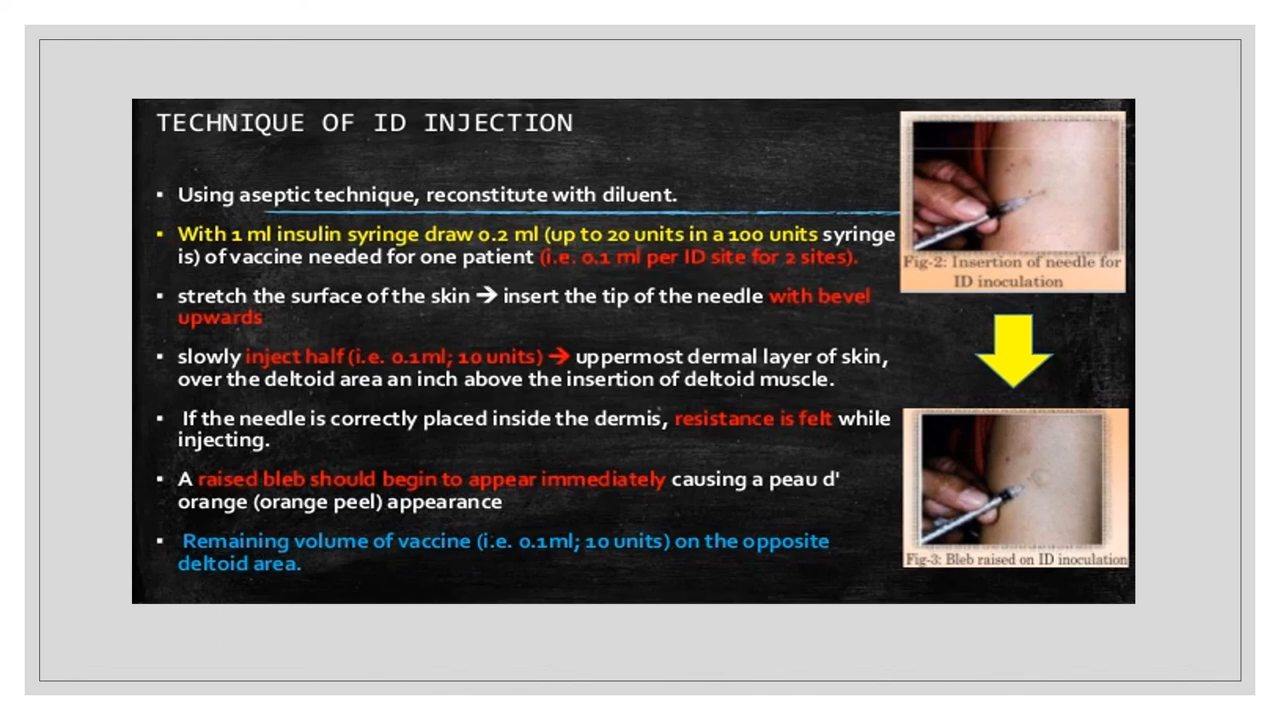 TECHNIQUE OF ID INJECTION
▪ Using aseptic technique, reconstitute with diluent.
▪ With 1 ml insulin syringe draw 0.2 ml (up to 20 units in a 100 units syringe
is) of vaccine needed for one patient (i.e. 0.1 ml per ID site for 2 sites).
▪ stretch the surface of the skin → insert the tip of the needle with bevel
upwards
▪ slowly inject half (i.e. 0.1ml; 10 units) → uppermost dermal layer of skin,
over the deltoid area an inch above the insertion of deltoid muscle.
▪ If the needle is correctly placed inside the dermis, resistance is felt while
injecting.
▪ A raised bleb should begin to appear immediately causing a peau d'
orange (orange peel) appearance
▪ Remaining volume of vaccine (i.e. 0.1ml; 10 units) on the opposite
deltoid area.
Fig-2: Insertion of needle for
ID inoculation
Fig-3: Bleb raised on ID inoculation